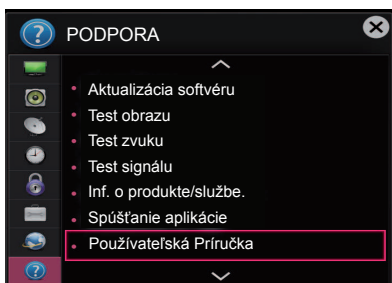 PODPORA
Aktualizácia softvéru
Test obrazu
Test zvuku
Test signálu
Inf. o produkte/službe.
Spúšťanie aplikácie
Používateľská Príručka